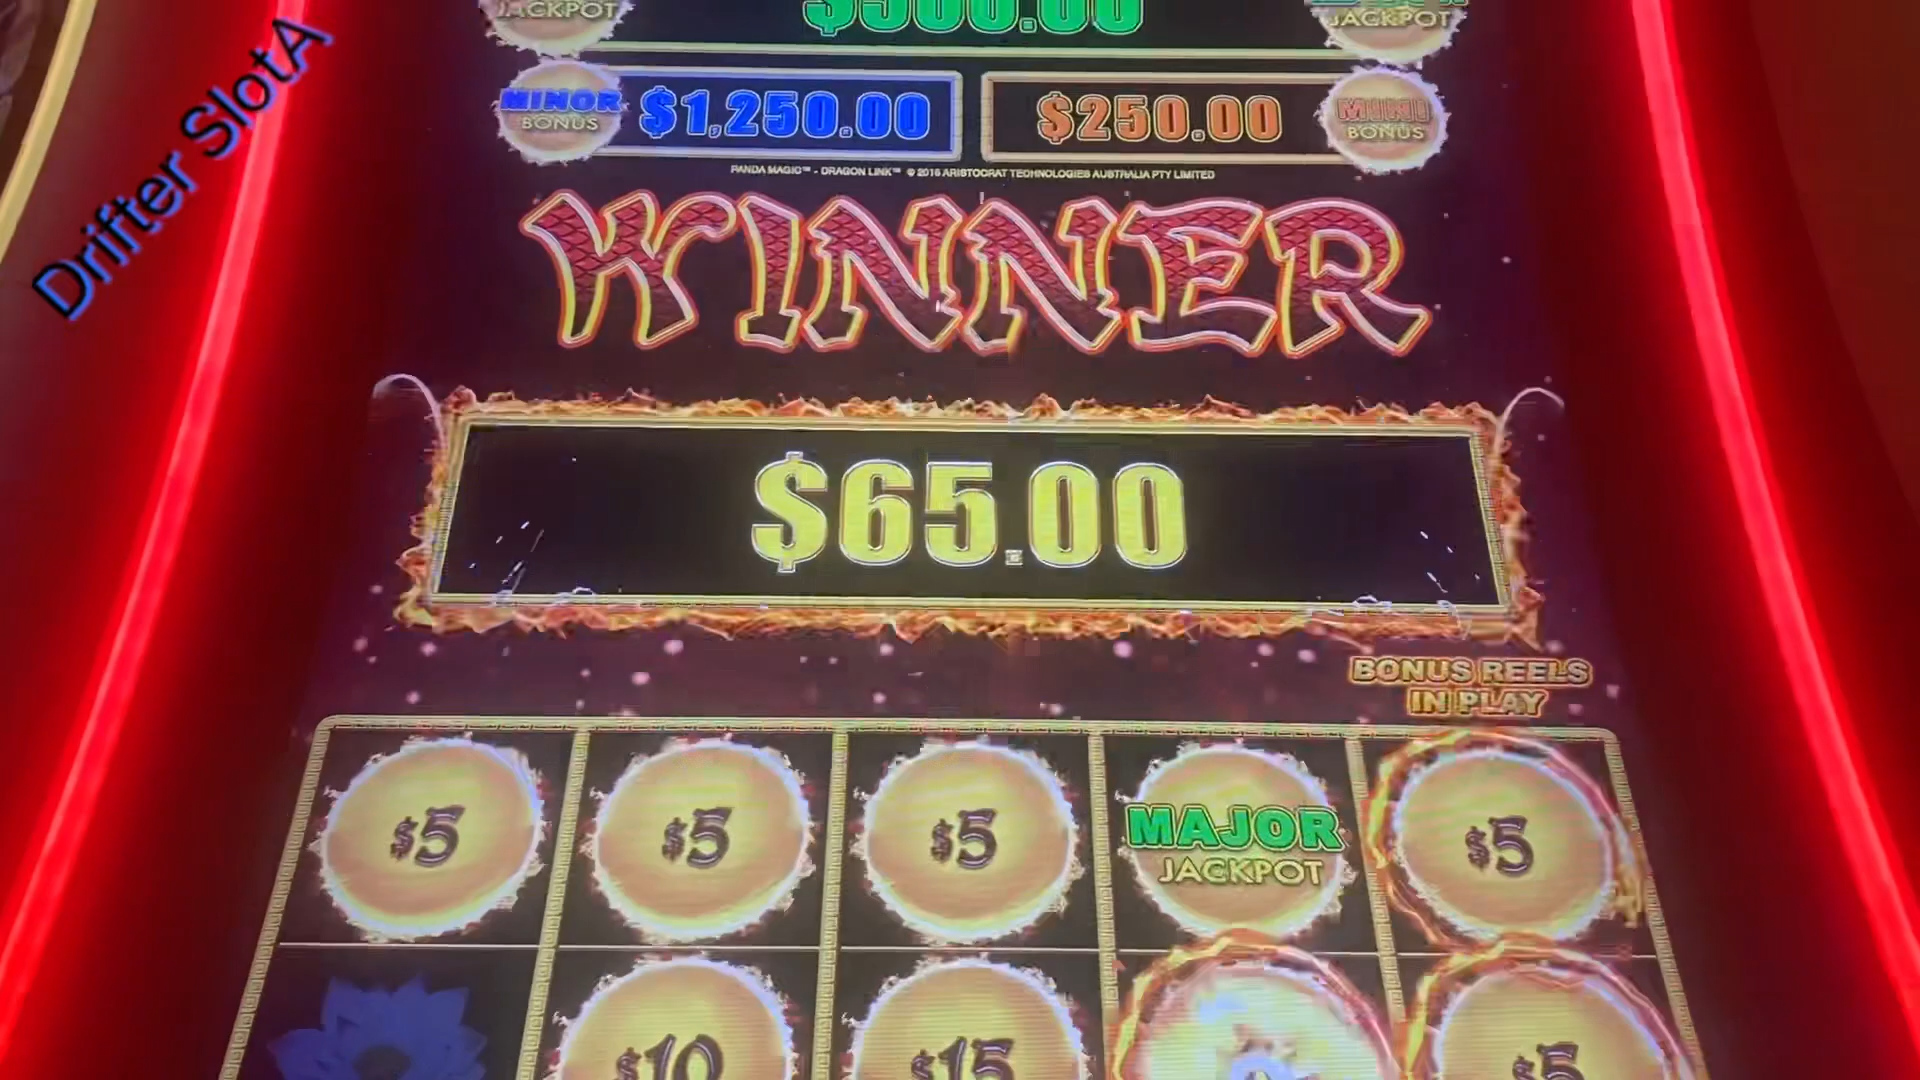 JACKPOT
JACKPOT
MINOR
BONUS
$1,250.00
$250.00
MINI
BONUS
PANDA MAGIC™ - DRAGON LINK™ © 2016 ARISTOCRAT TECHNOLOGIES AUSTRALIA PTY LIMITED
Drifter SlotA
WINNER
$65.00
BONUS REELS
IN PLAY
$5
$5
$5
MAJOR
JACKPOT
$5
$10
$15
$5